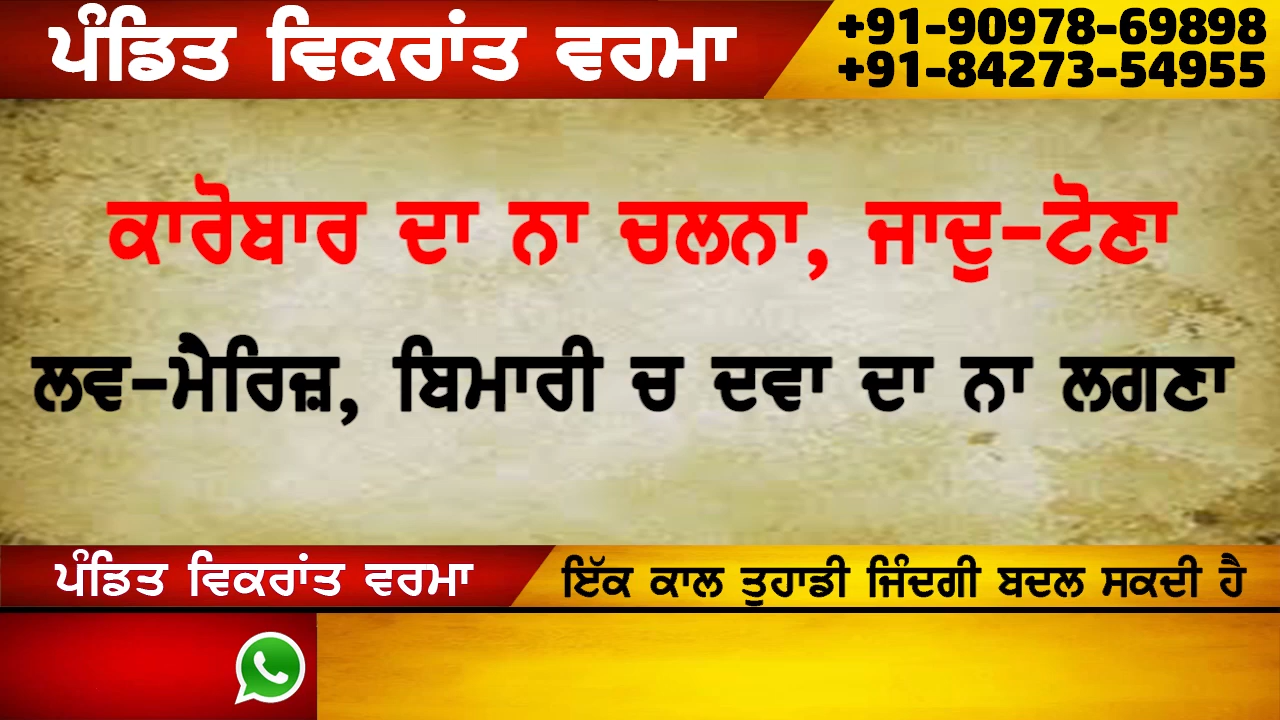 ਪੰਡਿਤ ਵਿਕਰਾਂਤ ਵਰਮਾ
+91-90978-69898
+91-84273-54955
ਕਾਰੋਬਾਰ ਦਾ ਨਾ ਚਲਨਾ, ਜਾਦੁ-ਟੋਣਾ
ਲਵ-ਮੈਰਿਜ਼, ਬਿਮਾਰੀ ਚ ਦਵਾ ਦਾ ਨਾ ਲਗਣਾ
ਪੰਡਿਤ ਵਿਕਰਾਂਤ ਵਰਮਾ
ਇੱਕ ਕਾਲ ਤੁਹਾਡੀ ਜਿੰਦਗੀ ਬਦਲ ਸਕਦੀ ਹੈ